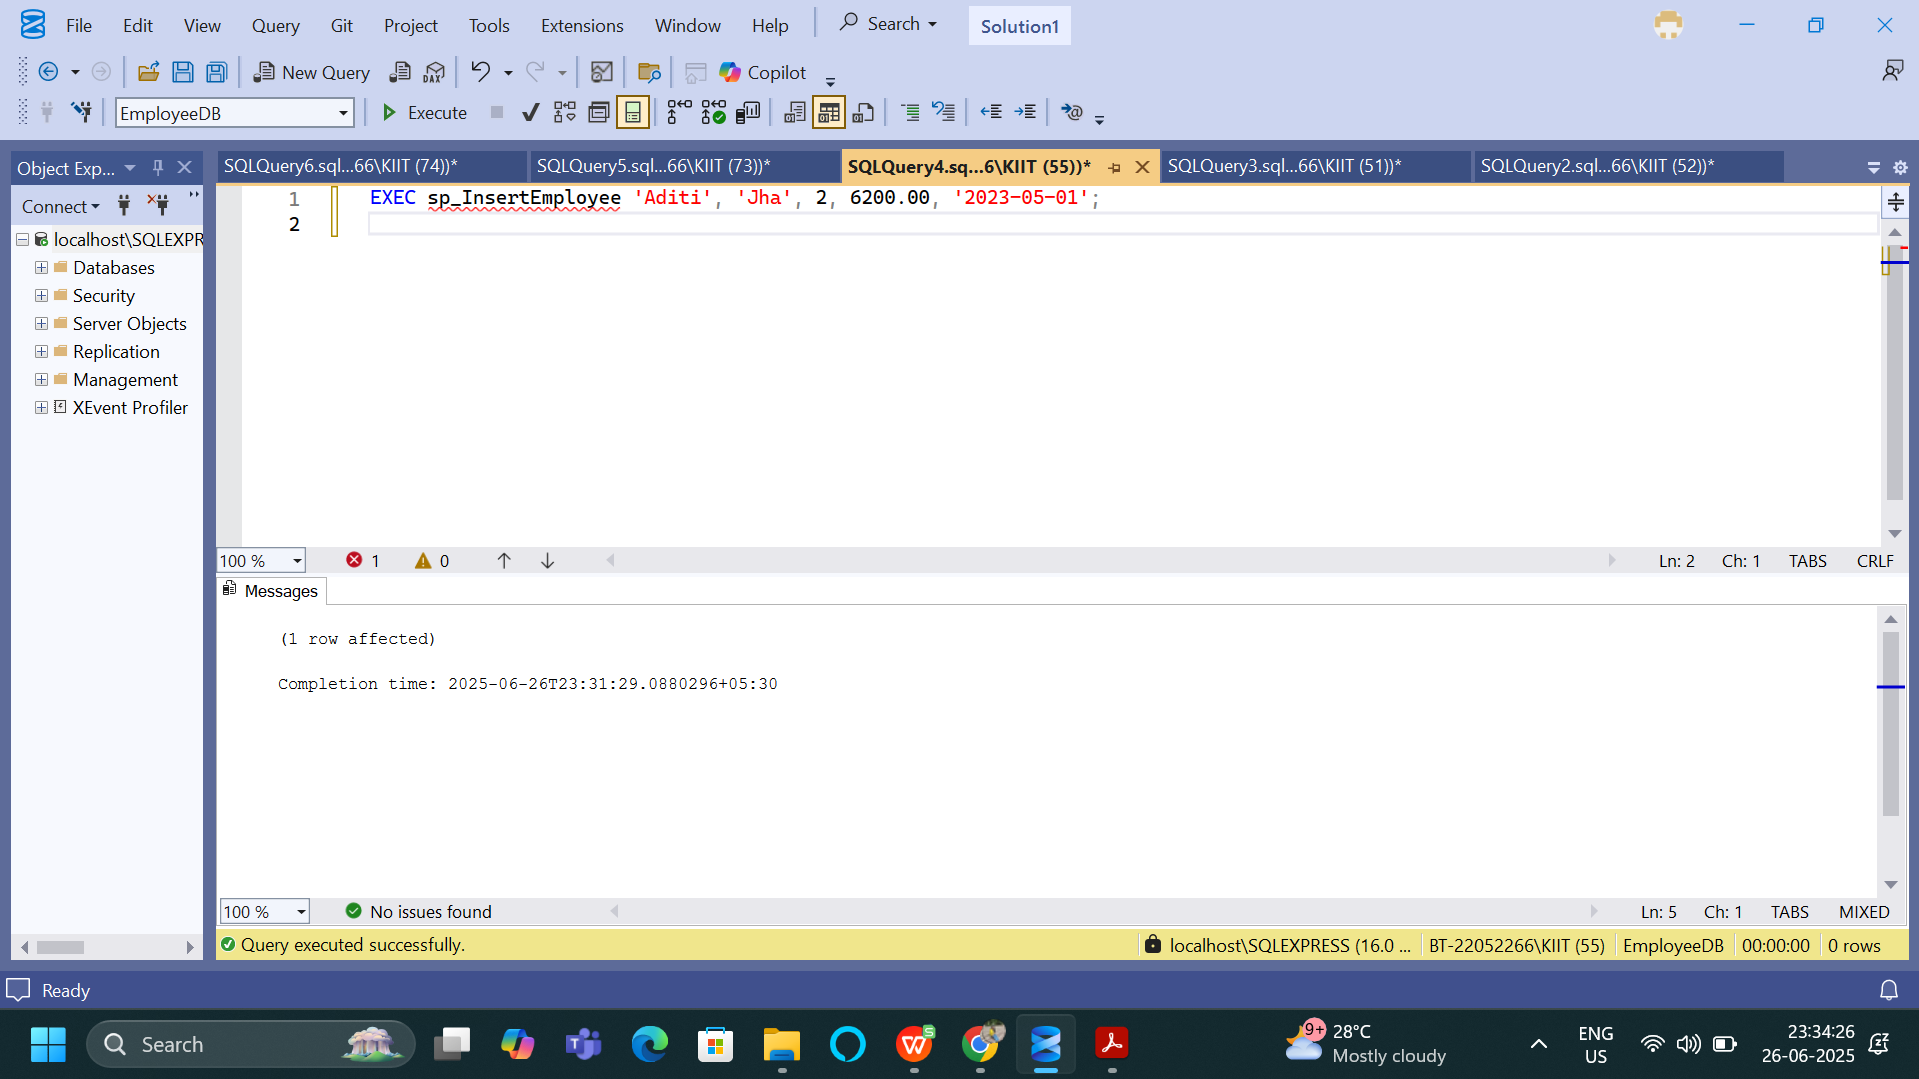 File Edit View Query Git Project Tools Extensions Window Help Search Solution1
New Query DAX Copilot
EmployeeDB Execute
Object Exp...
SQLQuery6.sql...66\KIIT (74))* SQLQuery5.sql...66\KIIT (73))* SQLQuery4.sq...6\KIIT (55))* SQLQuery3.sql...66\KIIT (51))* SQLQuery2.sql...66\KIIT (52))*
Connect
localhost\SQLEXPR
Databases
Security
Server Objects
Replication
Management
XEvent Profiler
1 EXEC sp_InsertEmployee 'Aditi', 'Jha', 2, 6200.00, '2023-05-01';
2
100 % 1 0 Ln: 2 Ch: 1 TABS CRLF
Messages
(1 row affected)
Completion time: 2025-06-26T23:31:29.0880296+05:30
100 % No issues found Ln: 5 Ch: 1 TABS MIXED
Query executed successfully. localhost\SQLEXPRESS (16.0 ... BT-22052266\KIIT (55) EmployeeDB 00:00:00 0 rows
Ready
Search
9+ 28°C
Mostly cloudy
ENG
US
23:34:26
26-06-2025